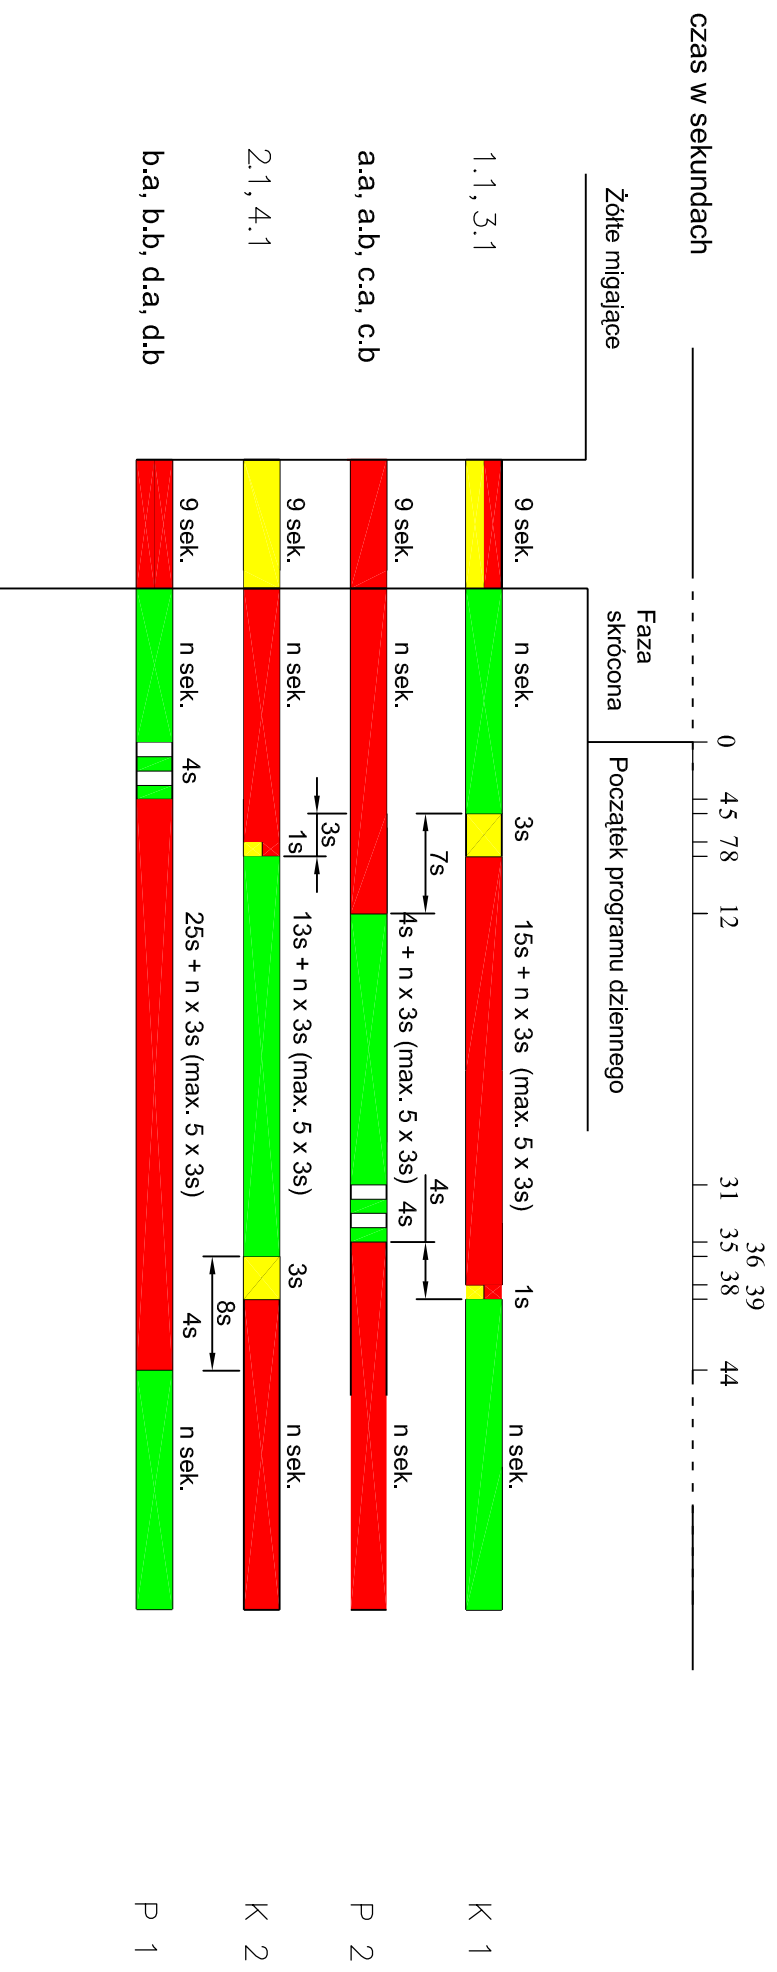 czas w sekundach
0 4 5 7 8 12 31 35 36 38 39 44
Żółte migające
Faza
skrócona
Początek programu dziennego
1.1, 3.1
9 sek. n sek. 3s 15s + n x 3s (max. 5 x 3s) 1s n sek.
K 1
7s 4s
a.a, a.b, c.a, c.b
9 sek. n sek. 4s + n x 3s (max. 5 x 3s) 4s n sek.
P 2
3s
2.1, 4.1
9 sek. n sek. 1s 13s + n x 3s (max. 5 x 3s) 3s n sek.
K 2
8s
b.a, b.b, d.a, d.b
9 sek. n sek. 4s 25s + n x 3s (max. 5 x 3s) 4s n sek.
P 1